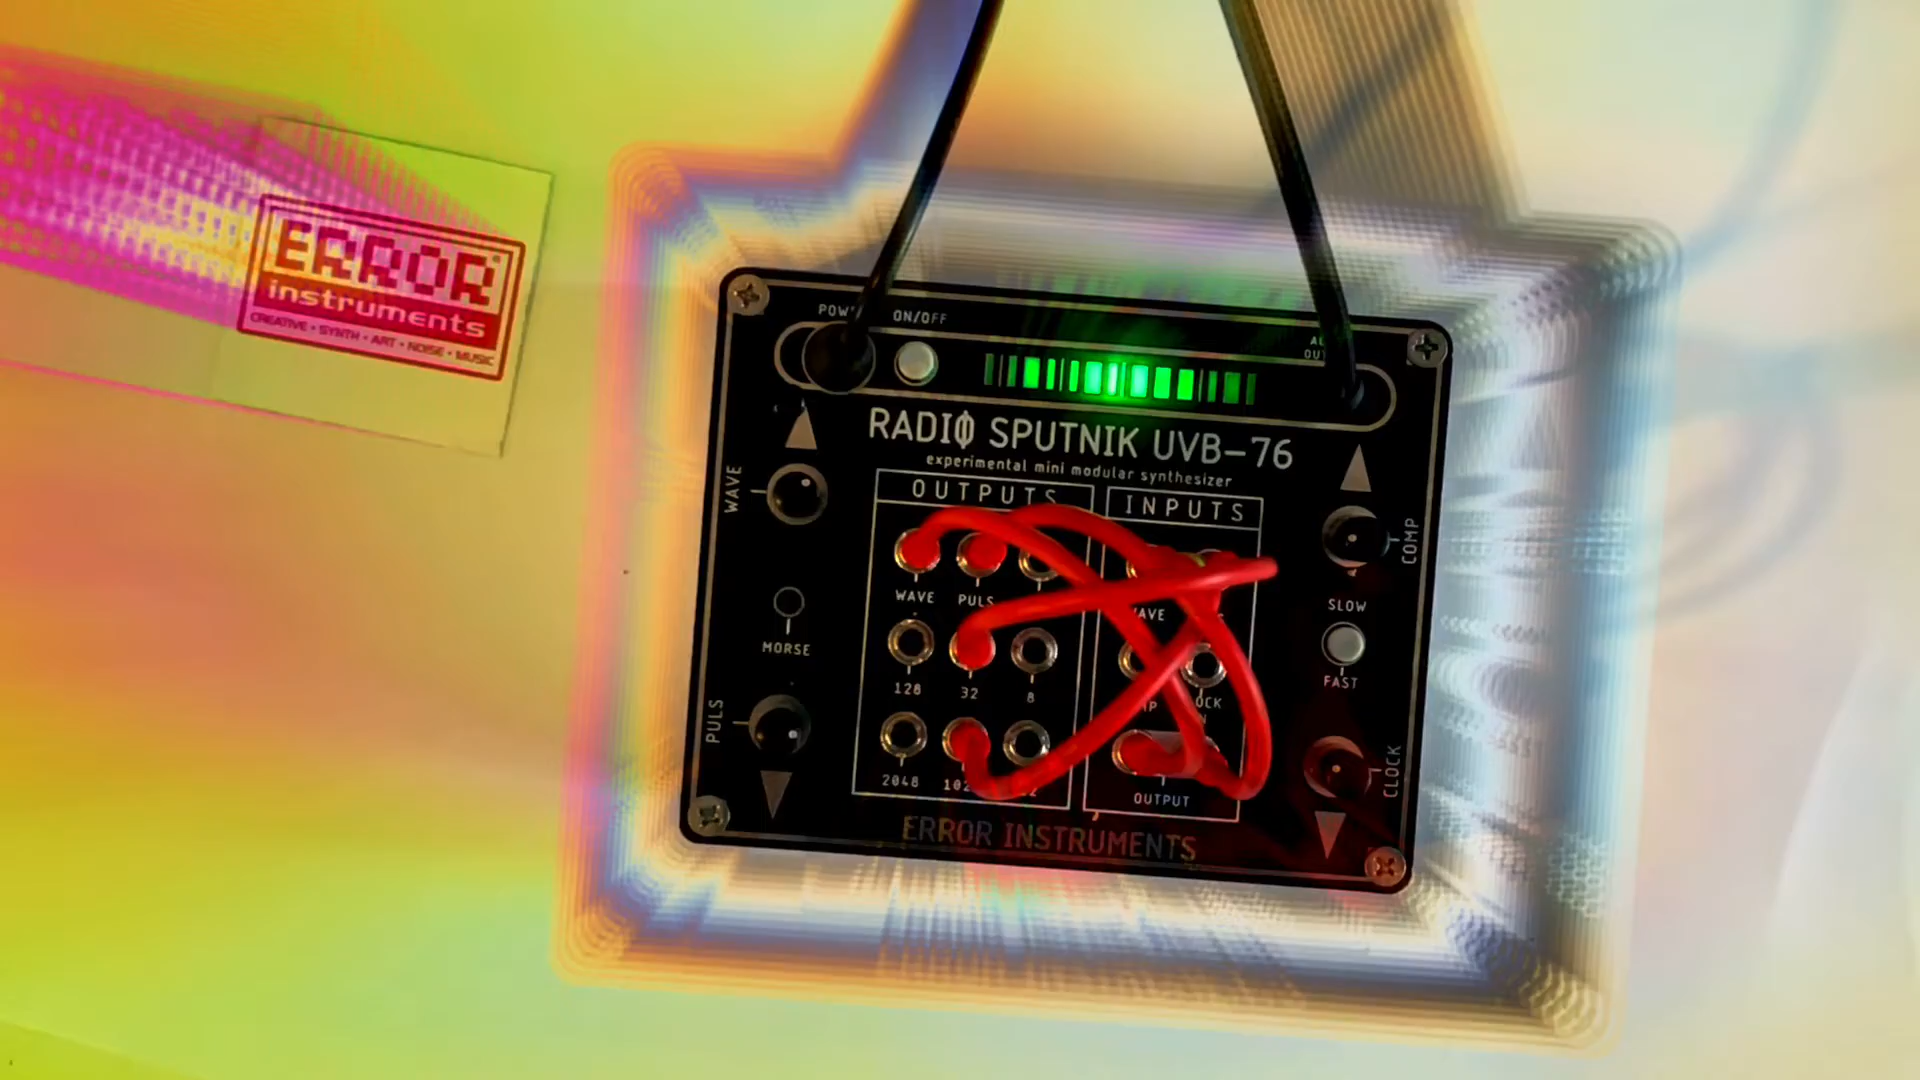 ERROR
instruments
CREATIVE • SYNTH • ART • NOISE • MUSIC
ON/OFF
RADIO SPUTNIK UVB-76
experimental mini modular synthesizer
OUTPUTS
INPUTS
WAVE
COMP
WAVE
PULS
SLOW
MORSE
FAST
128
32
8
PULS
CLOCK
2048
OUTPUT
ERROR INSTRUMENTS